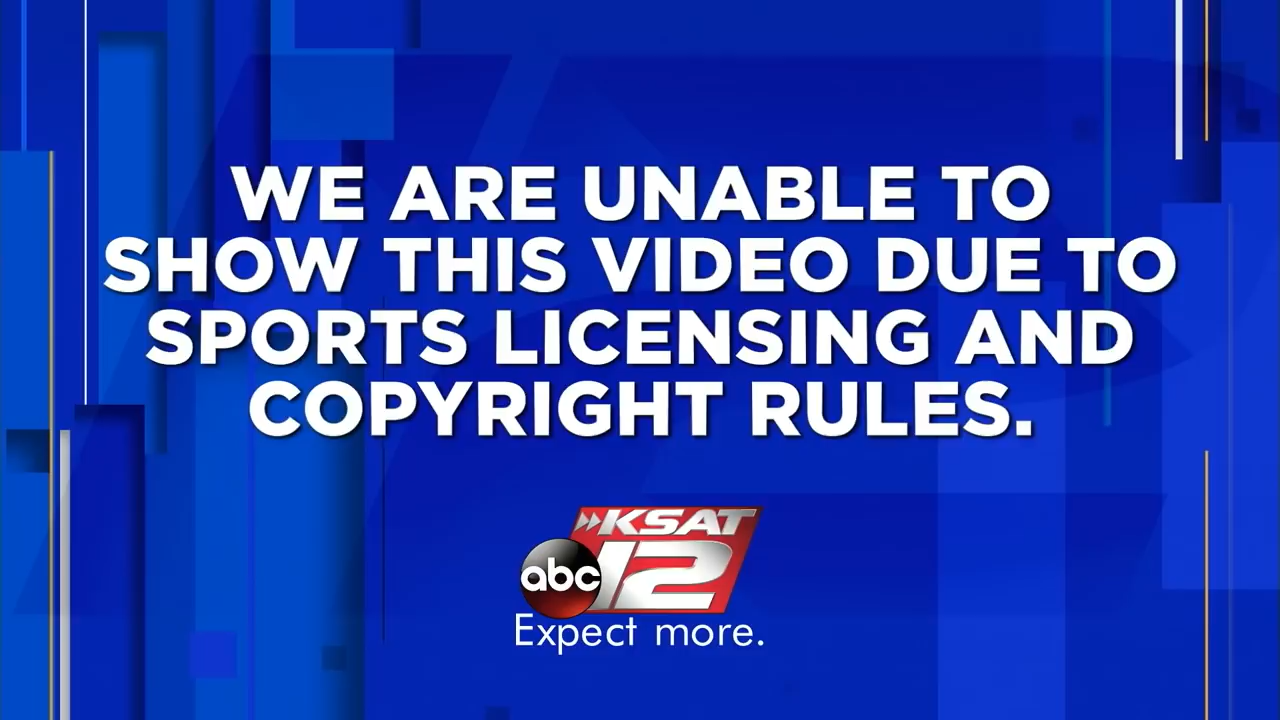 WE ARE UNABLE TO
SHOW THIS VIDEO DUE TO
SPORTS LICENSING AND
COPYRIGHT RULES.
KSAT
abc 12
Expect more.